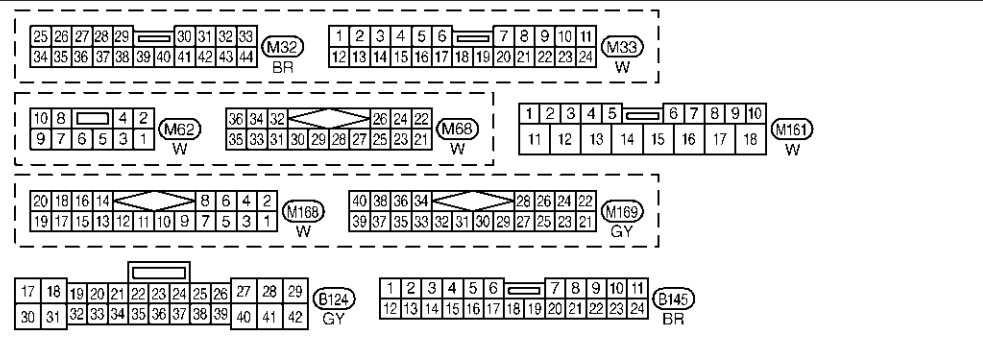 25 26 27 28 29 30 31 32 33
34 35 36 37 38 39 40 41 42 43 44
M32
BR
1 2 3 4 5 6 7 8 9 10 11
12 13 14 15 16 17 18 19 20 21 22 23 24
M33
W
10 8 4 2
9 7 6 5 3 1
M62
W
36 34 32 26 24 22
35 33 31 30 29 28 27 25 23 21
M68
W
1 2 3 4 5 6 7 8 9 10
11 12 13 14 15 16 17 18
M161
W
20 18 16 14 8 6 4 2
19 17 15 13 12 11 10 9 7 5 3 1
M168
W
40 38 36 34 28 26 24 22
39 37 35 33 32 31 30 29 27 25 23 21
M169
GY
17 18 19 20 21 22 23 24 25 26 27 28 29
30 31 32 33 34 35 36 37 38 39 40 41 42
B124
GY
1 2 3 4 5 6 7 8 9 10 11
12 13 14 15 16 17 18 19 20 21 22 23 24
B145
BR